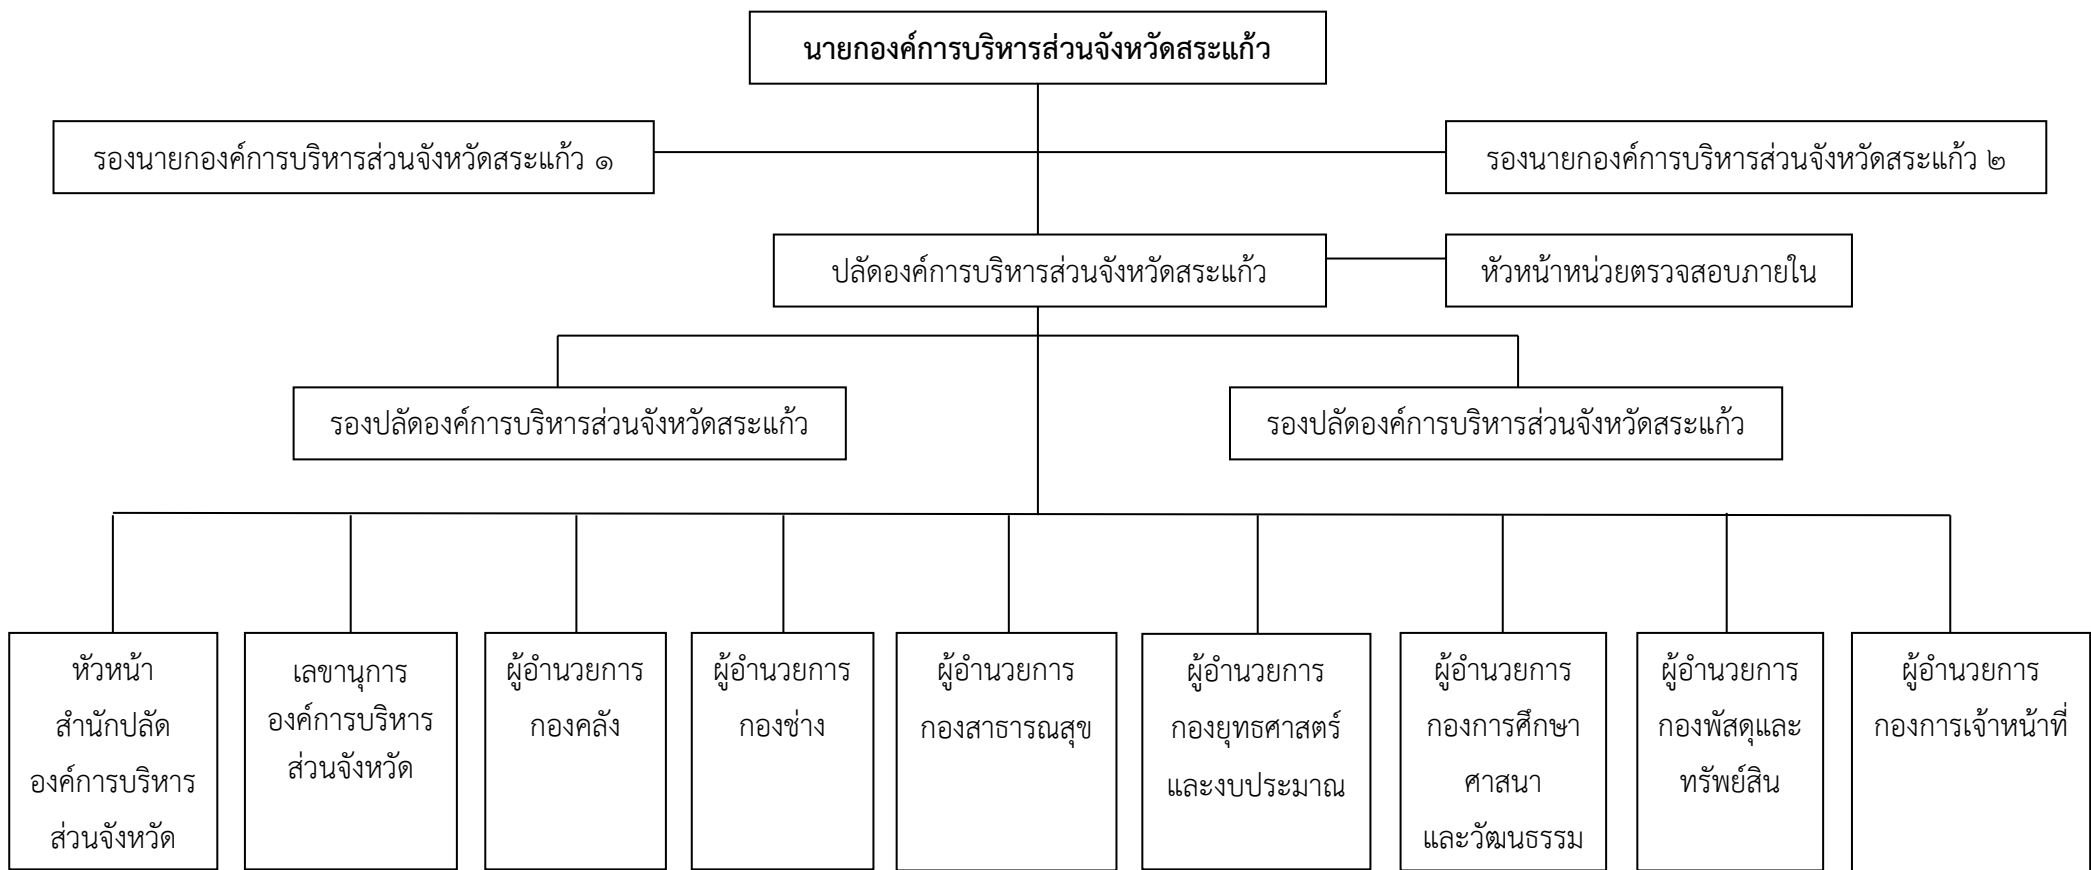 นายกองค์การบริหารส่วนจังหวัดสระแก้ว
รองนายกองค์การบริหารส่วนจังหวัดสระแก้ว ๑
รองนายกองค์การบริหารส่วนจังหวัดสระแก้ว ๒
ปลัดองค์การบริหารส่วนจังหวัดสระแก้ว
หัวหน้าหน่วยตรวจสอบภายใน
รองปลัดองค์การบริหารส่วนจังหวัดสระแก้ว
รองปลัดองค์การบริหารส่วนจังหวัดสระแก้ว
หัวหน้า
สำนักปลัด
องค์การบริหาร
ส่วนจังหวัด
เลขานุการ
องค์การบริหาร
ส่วนจังหวัด
ผู้อำนวยการ
กองคลัง
ผู้อำนวยการ
กองช่าง
ผู้อำนวยการ
กองสาธารณสุข
ผู้อำนวยการ
กองยุทธศาสตร์
และงบประมาณ
ผู้อำนวยการ
กองการศึกษา
ศาสนา
และวัฒนธรรม
ผู้อำนวยการ
กองพัสดุและ
ทรัพย์สิน
ผู้อำนวยการ
กองการเจ้าหน้าที่